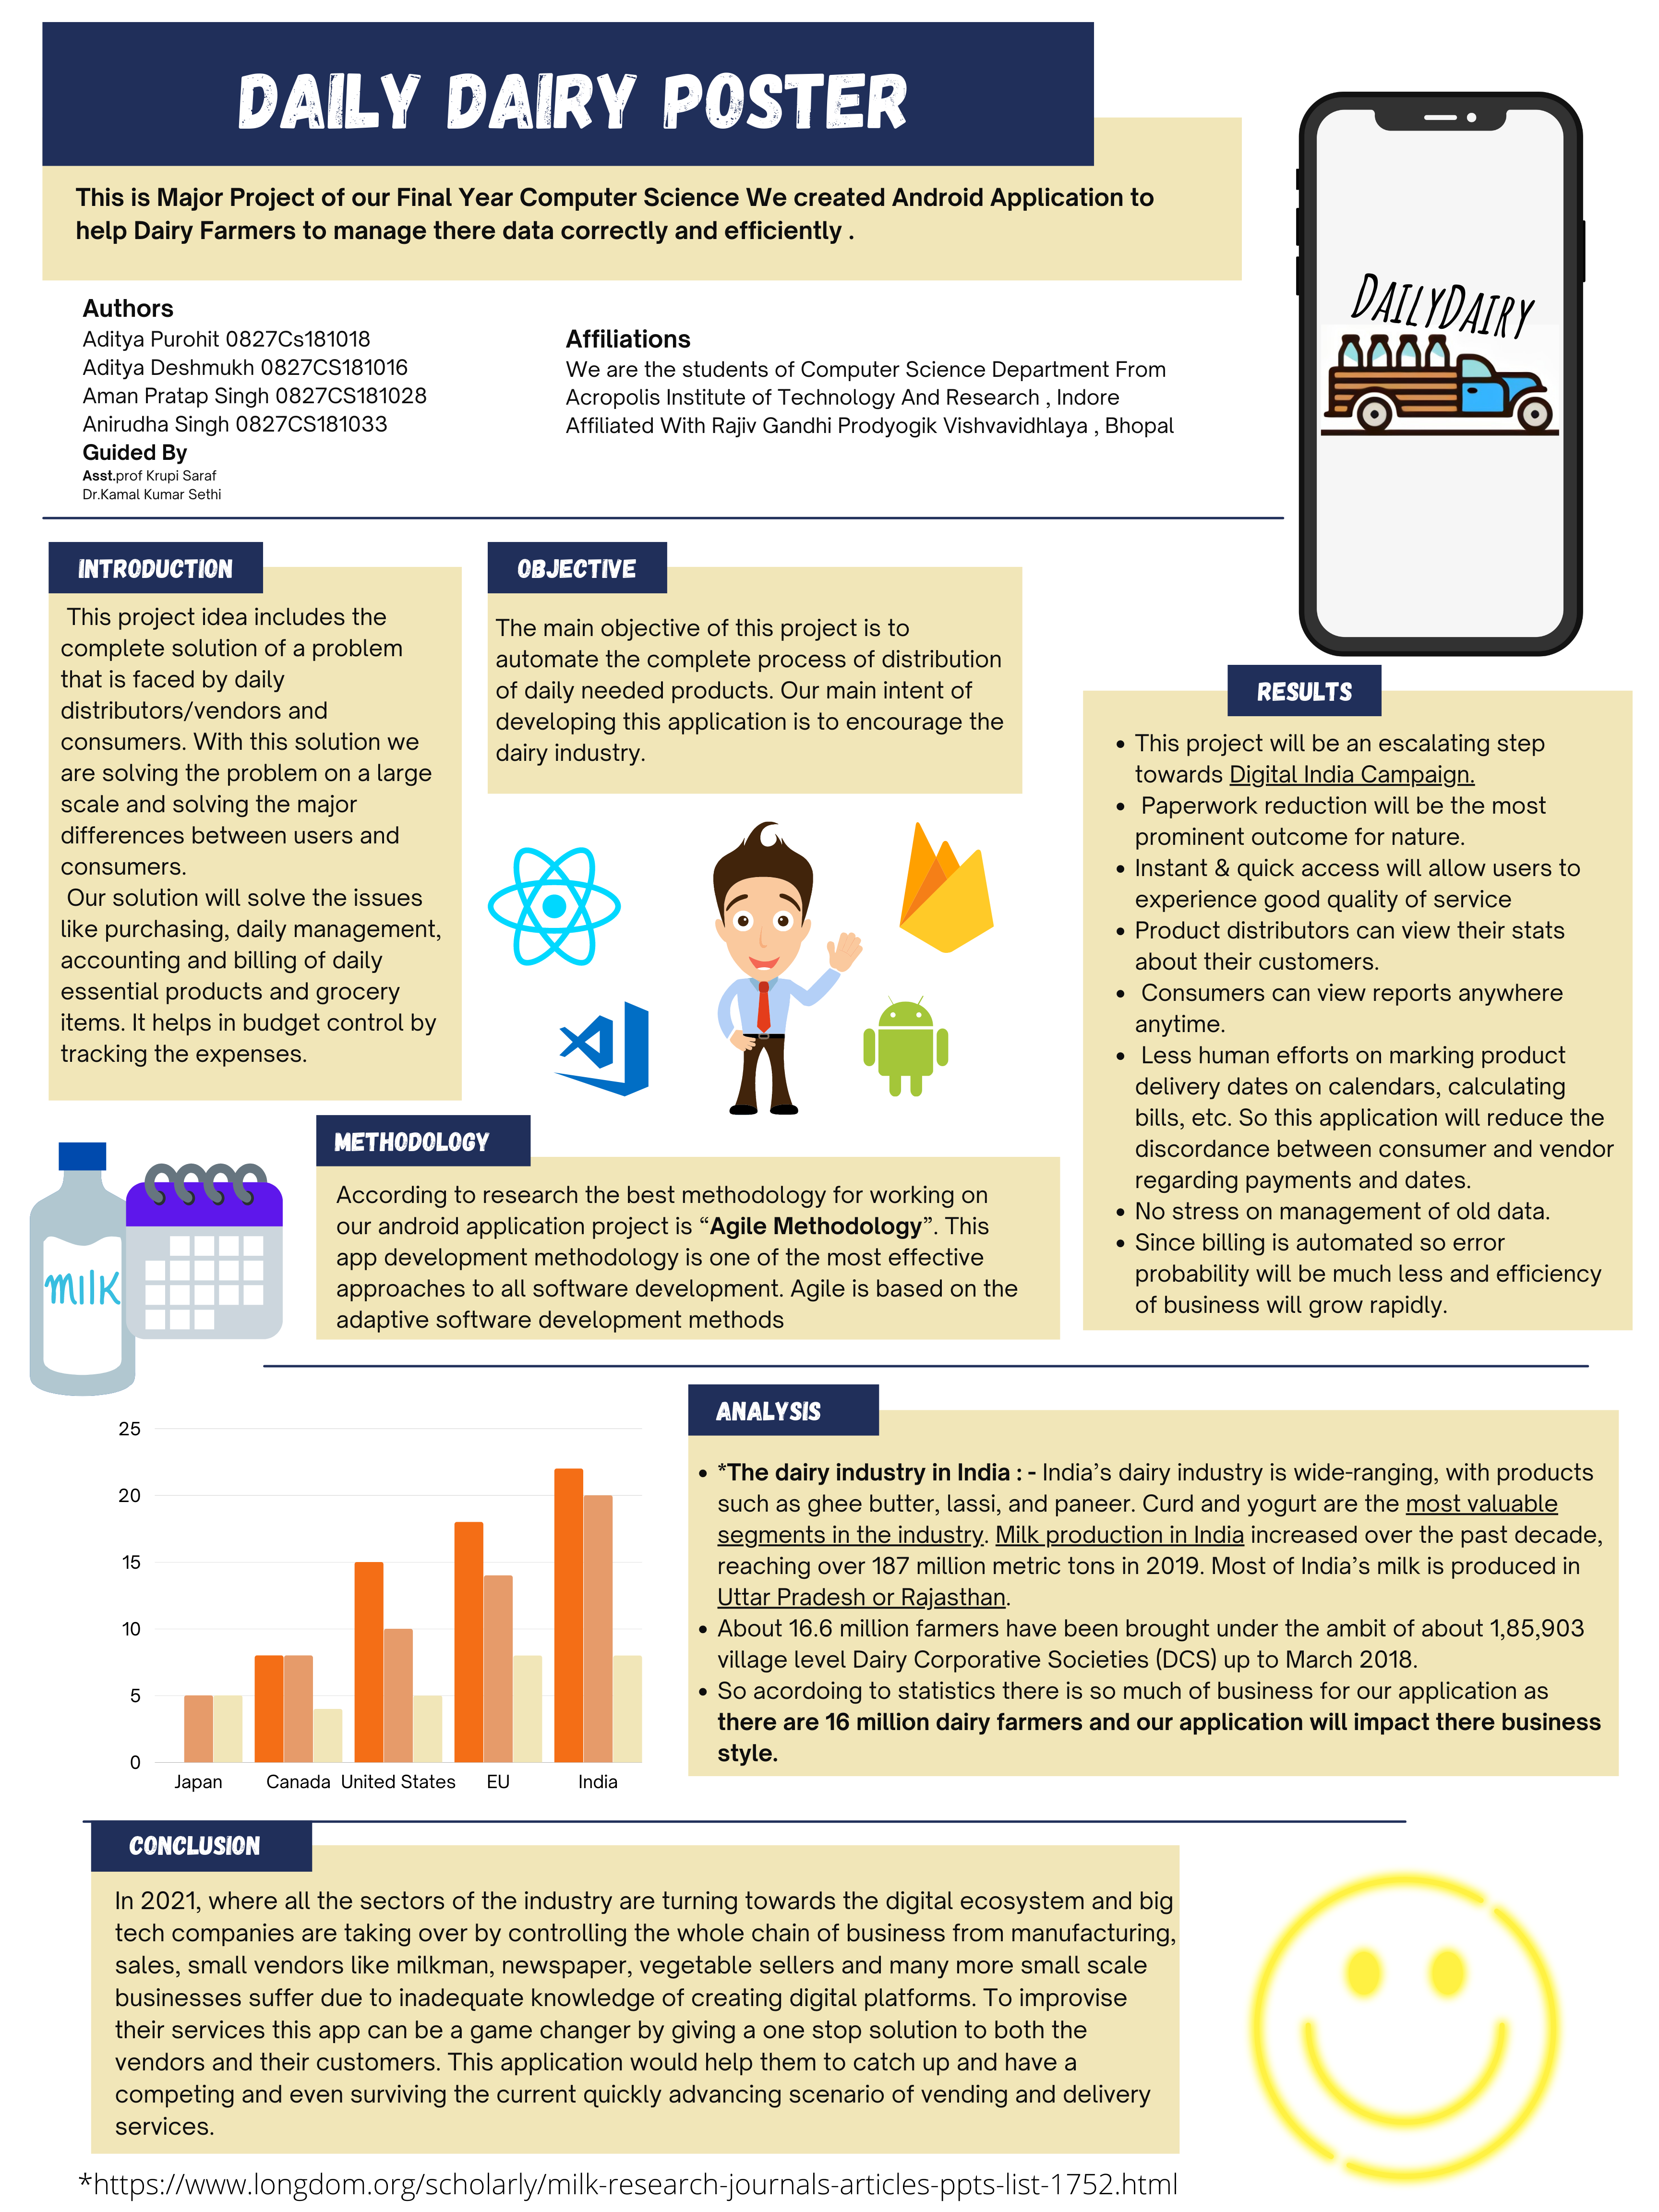 DAILY DAIRY POSTER
This is Major Project of our Final Year Computer Science We created Android Application to
help Dairy Farmers to manage there data correctly and efficiently .
Authors
Aditya Purohit 0827Cs181018
Aditya Deshmukh 0827CS181016
Aman Pratap Singh 0827CS181028
Anirudha Singh 0827CS181033
Guided By
Asst.prof Krupi Saraf
Dr.Kamal Kumar Sethi
Affiliations
We are the students of Computer Science Department From
Acropolis Institute of Technology And Research , Indore
Affiliated With Rajiv Gandhi Prodyogik Vishvavidhlaya , Bhopal
DAILYDAIRY
INTRODUCTION
This project idea includes the
complete solution of a problem
that is faced by daily
distributors/vendors and
consumers. With this solution we
are solving the problem on a large
scale and solving the major
differences between users and
consumers.
Our solution will solve the issues
like purchasing, daily management,
accounting and billing of daily
essential products and grocery
items. It helps in budget control by
tracking the expenses.
OBJECTIVE
The main objective of this project is to
automate the complete process of distribution
of daily needed products. Our main intent of
developing this application is to encourage the
dairy industry.
RESULTS
• This project will be an escalating step
towards Digital India Campaign.
• Paperwork reduction will be the most
prominent outcome for nature.
• Instant & quick access will allow users to
experience good quality of service
• Product distributors can view their stats
about their customers.
• Consumers can view reports anywhere
anytime.
• Less human efforts on marking product
delivery dates on calendars, calculating
bills, etc. So this application will reduce the
discordance between consumer and vendor
regarding payments and dates.
• No stress on management of old data.
• Since billing is automated so error
probability will be much less and efficiency
of business will grow rapidly.
milk
METHODOLOGY
According to research the best methodology for working on
our android application project is “Agile Methodology”. This
app development methodology is one of the most effective
approaches to all software development. Agile is based on the
adaptive software development methods
25
20
15
10
5
0
Japan Canada United States EU India
ANALYSIS
• *The dairy industry in India : - India’s dairy industry is wide-ranging, with products
such as ghee butter, lassi, and paneer. Curd and yogurt are the most valuable
segments in the industry. Milk production in India increased over the past decade,
reaching over 187 million metric tons in 2019. Most of India’s milk is produced in
Uttar Pradesh or Rajasthan.
• About 16.6 million farmers have been brought under the ambit of about 1,85,903
village level Dairy Corporative Societies (DCS) up to March 2018.
• So acordoing to statistics there is so much of business for our application as
there are 16 million dairy farmers and our application will impact there business
style.
CONCLUSION
In 2021, where all the sectors of the industry are turning towards the digital ecosystem and big
tech companies are taking over by controlling the whole chain of business from manufacturing,
sales, small vendors like milkman, newspaper, vegetable sellers and many more small scale
businesses suffer due to inadequate knowledge of creating digital platforms. To improvise
their services this app can be a game changer by giving a one stop solution to both the
vendors and their customers. This application would help them to catch up and have a
competing and even surviving the current quickly advancing scenario of vending and delivery
services.
*https://www.longdom.org/scholarly/milk-research-journals-articles-ppts-list-1752.html